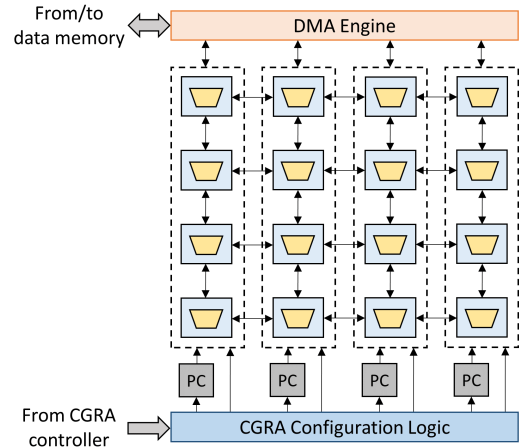 From/to
data memory
DMA Engine
PC PC PC PC
From CGRA
controller
CGRA Configuration Logic